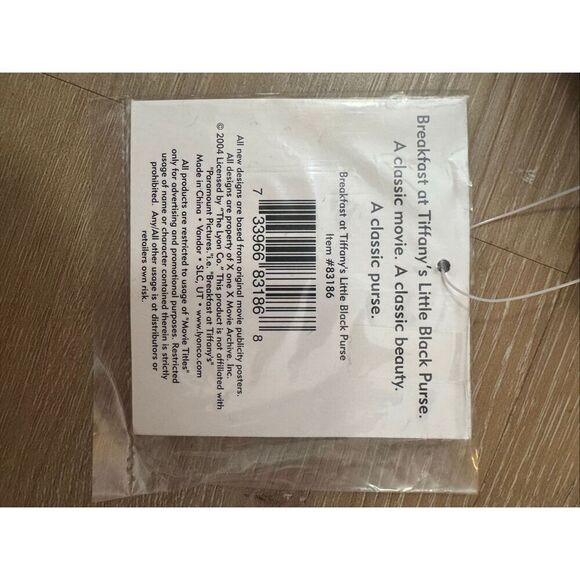 Breakfast at Tiffany's Little Black Purse.
A classic movie. A classic beauty.
A classic purse.
Breakfast at Tiffany's Little Black Purse
Item #83186
7 33966 83186 8
All new designs are based from original movie publicity posters.
All designs are property of X one X Movie Archive, Inc.
© 2004 Licensed by "The Lyon Co." This product is not affiliated with
"Paramount Pictures."i.e. "Breakfast at Tiffany's"
Made in China • Vandor • SLC, UT • www.lyonco.com
All products are restricted to usage of "Movie Titles"
only for advertising and promotional purposes. Restricted
usage of name or character contained therein is strictly
prohibited. Any/All other usage is at distributors or
retailers own risk.